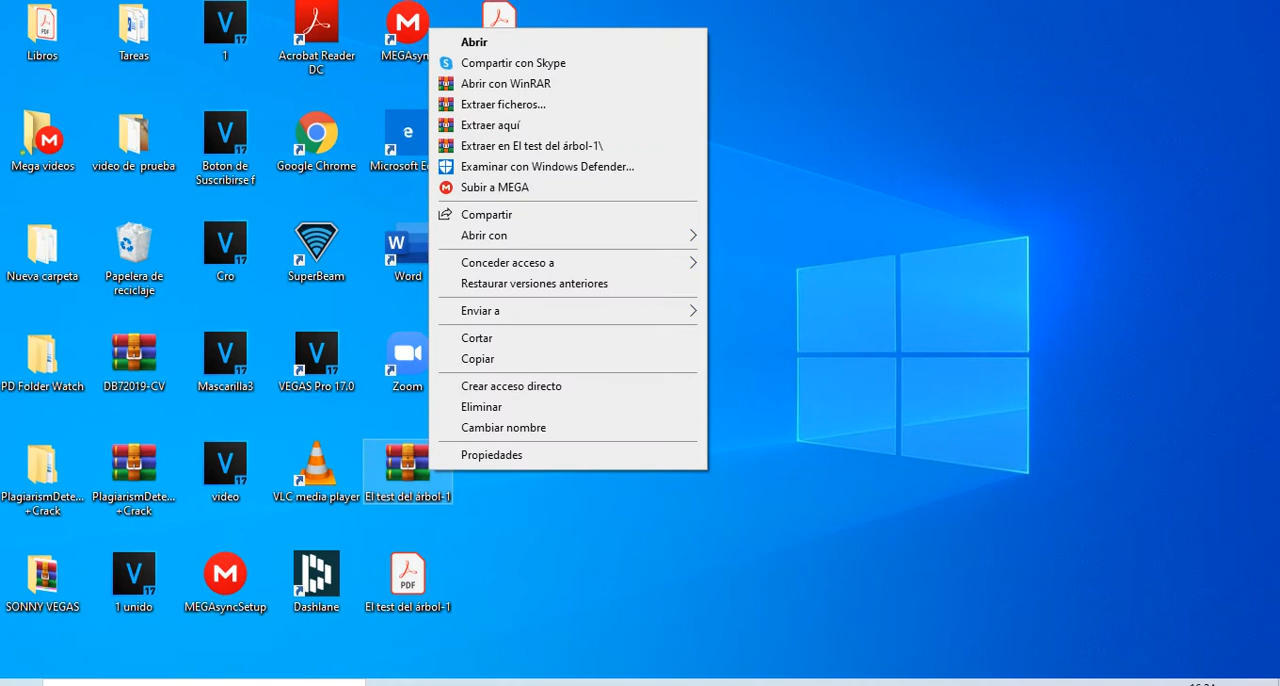 Libros
Tareas
1
Acrobat Reader
DC
MEGAsyn
Mega videos
video de prueba
Boton de
Suscribirse f
Google Chrome
Microsoft Ed
Nueva carpeta
Papelera de
reciclaje
Cro
SuperBeam
Word
PD Folder Watch
DB72019-CV
Mascarilla3
VEGAS Pro 17.0
Zoom
PlagiarismDete...
+Crack
PlagiarismDete...
+Crack
video
VLC media player
El test del árbol-1
SONNY VEGAS
1 unido
MEGAsyncSetup
Dashlane
El test del árbol-1
Abrir
Compartir con Skype
Abrir con WinRAR
Extraer ficheros...
Extraer aquí
Extraer en El test del árbol-1\
Examinar con Windows Defender...
Subir a MEGA
Compartir
Abrir con
Conceder acceso a
Restaurar versiones anteriores
Enviar a
Cortar
Copiar
Crear acceso directo
Eliminar
Cambiar nombre
Propiedades